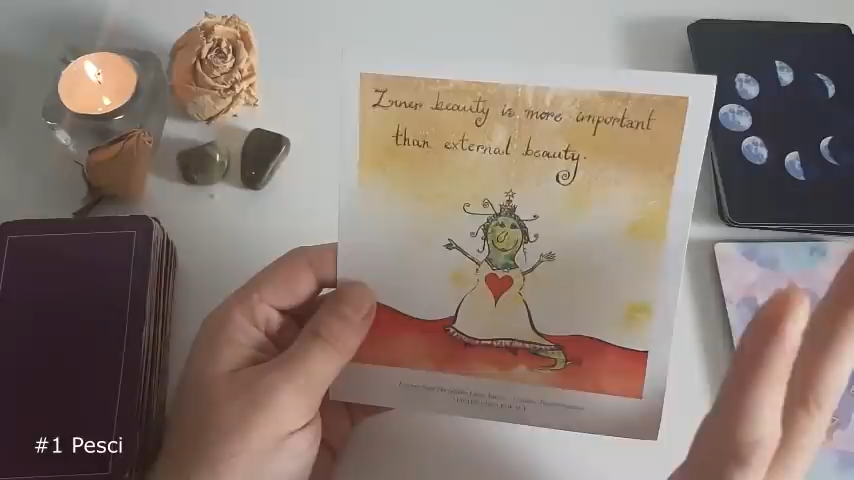 Inner beauty is more important
than external beauty.
#1 Pesci